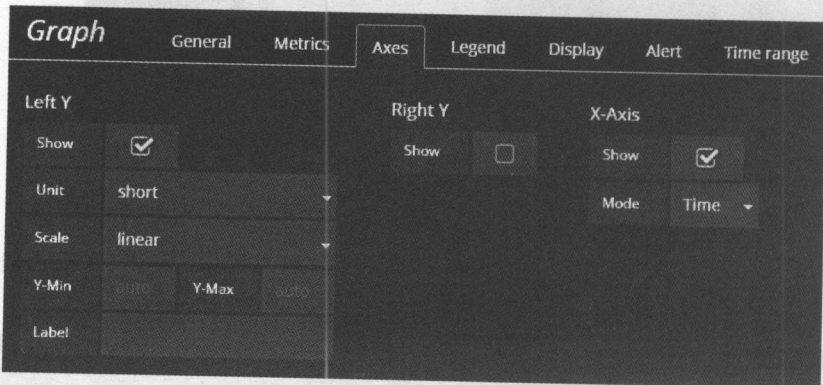 Graph General Metrics Axes Legend Display Alert Time range
Left Y
Show
Unit short
Scale linear
Y-Min auto Y-Max auto
Label
Right Y
Show
X-Axis
Show
Mode Time